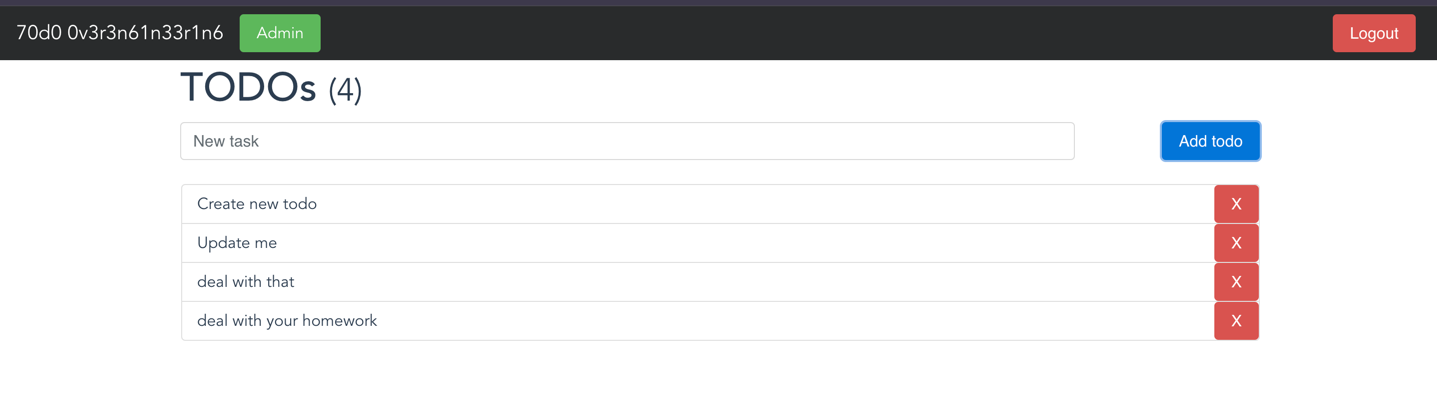 70d0 0v3r3n61n33r1n6 Admin Logout
TODOs (4)
New task Add todo
Create new todo X
Update me X
deal with that X
deal with your homework X